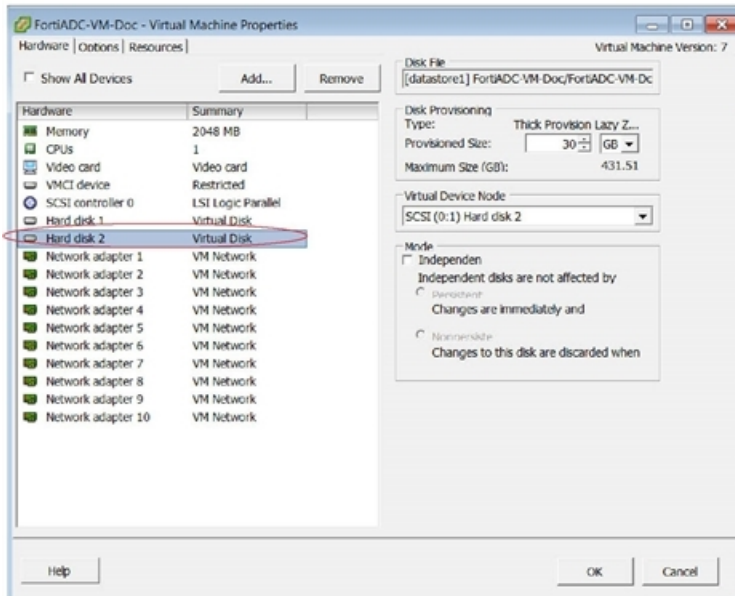 FortiADC-VM-Doc - Virtual Machine Properties
Hardware Options Resources
Virtual Machine Version: 7
Show All Devices
Add...
Remove
Hardware Summary
Memory 2048 MB
CPUs 1
Video card Video card
VMCI device Restricted
SCSI controller 0 LSI Logic Parallel
Hard disk 1 Virtual Disk
Hard disk 2 Virtual Disk
Network adapter 1 VM Network
Network adapter 2 VM Network
Network adapter 3 VM Network
Network adapter 4 VM Network
Network adapter 5 VM Network
Network adapter 6 VM Network
Network adapter 7 VM Network
Network adapter 8 VM Network
Network adapter 9 VM Network
Network adapter 10 VM Network
Disk File
[datastore1] FortiADC-VM-Doc/FortiADC-VM-Dc
Disk Provisioning
Type: Thick Provision Lazy Z...
Provisioned Size: 30 GB
Maximum Size (GB): 431.51
Virtual Device Node
SCSI (0:1) Hard disk 2
Mode
Independen
Independent disks are not affected by
Persistent
Changes are immediately and
Nonpersiste
Changes to this disk are discarded when
Help
OK
Cancel